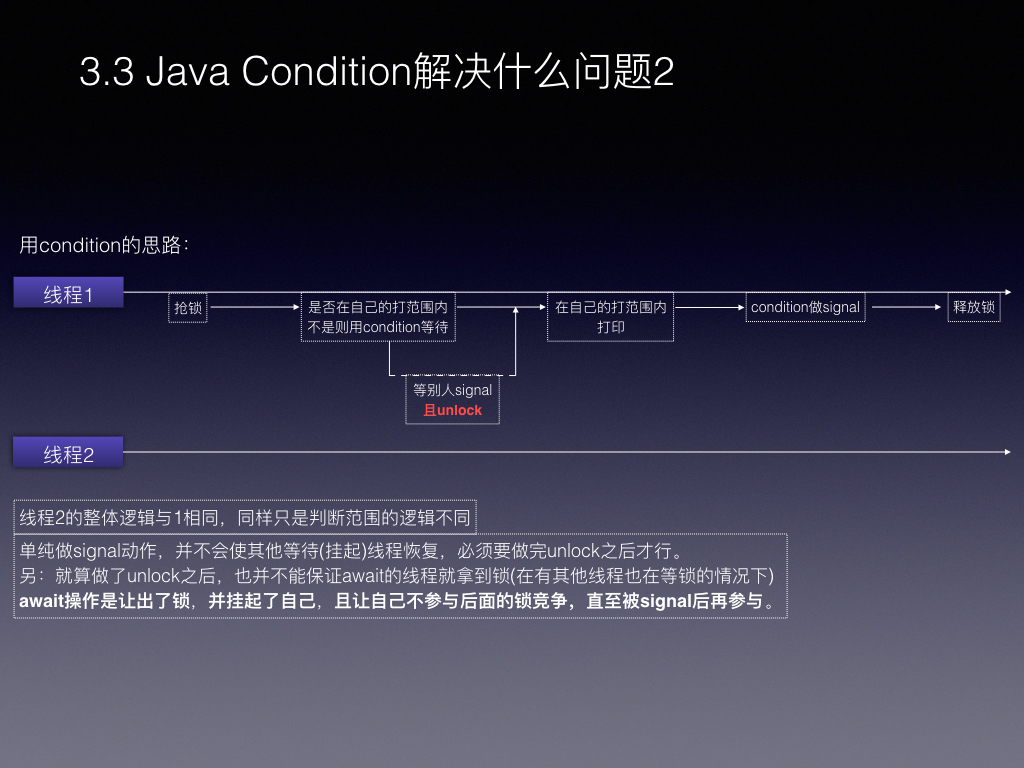 3.3 Java Condition解决什么问题2
用condition的思路：
线程1
抢锁
是否在自己的打范围内
不是则用condition等待
在自己的打范围内
打印
condition做signal
释放锁
等别人signal
且unlock
线程2
线程2的整体逻辑与1相同，同样只是判断范围的逻辑不同
单纯做signal动作，并不会使其他等待(挂起)线程恢复，必须要做完unlock之后才行。
另：就算做了unlock之后，也并不能保证await的线程就拿到锁(在有其他线程也在等锁的情况下)
await操作是让出了锁，并挂起了自己，且让自己不参与后面的锁竞争，直至被signal后再参与。